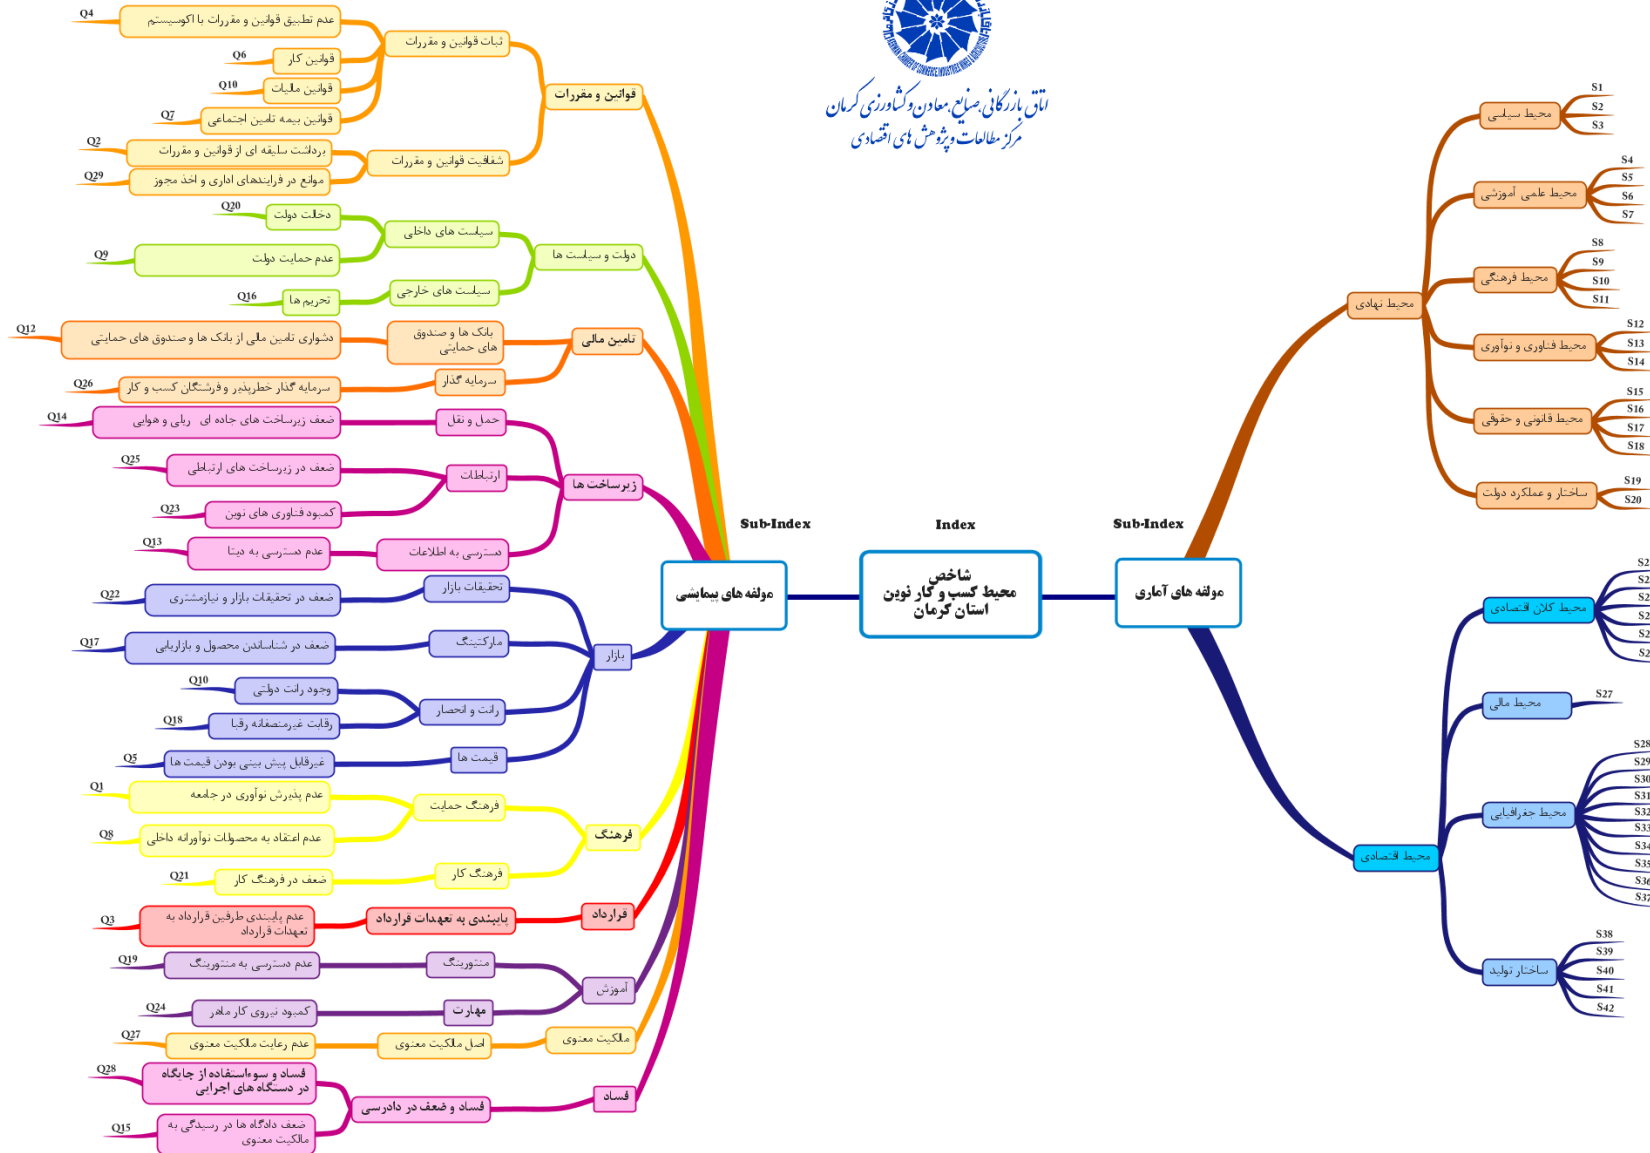 اتاق بازرگانی، صنایع، معادن و کشاورزی کرمان
مرکز مطالعات و پژوهش های اقتصادی
Sub-Index
Index
Sub-Index
شاخص
محیط کسب و کار نوین
استان کرمان
مولفه های پیمایشی
مولفه های آماری
قوانین و مقررات
ثبات قوانین و مقررات
عدم تطبیق قوانین و مقررات با اکوسیستم
Q4
قوانین کار
Q6
قوانین مالیات
Q10
قوانین بیمه تامین اجتماعی
Q7
شفافیت قوانین و مقررات
برداشت سلیقه ای از قوانین و مقررات
Q2
موانع در فرایندهای اداری و اخذ مجوز
Q29
دولت و سیاست ها
سیاست های داخلی
دخالت دولت
Q20
عدم حمایت دولت
Q9
سیاست های خارجی
تحریم ها
Q16
تامین مالی
بانک ها و صندوق
های حمایتی
دشواری تامین مالی از بانک ها و صندوق های حمایتی
Q12
سرمایه گذار
سرمایه گذار خطرپذیر و فرشتگان کسب و کار
Q26
زیرساخت ها
حمل و نقل
ضعف زیرساخت های جاده ای ریلی و هوایی
Q14
ارتباطات
ضعف در زیرساخت های ارتباطی
Q25
کمبود فناوری های نوین
Q23
دسترسی به اطلاعات
عدم دسترسی به دیتا
Q13
بازار
تحقیقات بازار
ضعف در تحقیقات بازار و نیازمشتری
Q22
مارکتینگ
ضعف در شناساندن محصول و بازاریابی
Q17
رانت و انحصار
وجود رانت دولتی
Q10
رقابت غیرمنصفانه رقبا
Q18
قیمت ها
غیرقابل پیش بینی بودن قیمت ها
Q5
فرهنگ
فرهنگ حمایت
عدم پذیرش نوآوری در جامعه
Q1
عدم اعتقاد به محصولات نوآورانه داخلی
Q8
فرهنگ کار
ضعف در فرهنگ کار
Q21
قرارداد
پایبندی به تعهدات قرارداد
عدم پایبندی طرفین قرارداد به
تعهدات قرارداد
Q3
آموزش
منتورینگ
عدم دسترسی به منتورینگ
Q19
مهارت
کمبود نیروی کار ماهر
Q24
مالکیت معنوی
اصل مالکیت معنوی
عدم رعایت مالکیت معنوی
Q27
فساد
فساد و ضعف در دادرسی
فساد و سوءاستفاده از جایگاه
در دستگاه های اجرایی
Q28
ضعف دادگاه ها در رسیدگی به
مالکیت معنوی
Q15
محیط نهادی
محیط سیاسی
S1
S2
S3
محیط علمی آموزشی
S4
S5
S6
S7
محیط فرهنگی
S8
S9
S10
S11
محیط فناوری و نوآوری
S12
S13
S14
محیط قانونی و حقوقی
S15
S16
S17
S18
ساختار و عملکرد دولت
S19
S20
محیط اقتصادی
محیط کلان اقتصادی
S2
S2
S2
S2
S2
S2
محیط مالی
S27
محیط جغرافیایی
S28
S29
S30
S31
S32
S33
S34
S35
S36
S37
ساختار تولید
S38
S39
S40
S41
S42